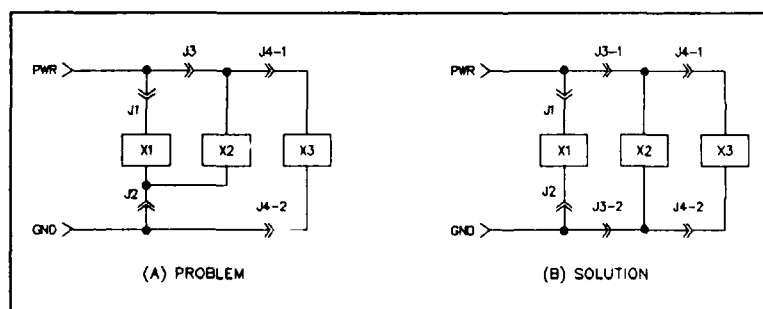 J3 J4-1
PWR
J1
X1 X2 X3
J2
J4-2
GND
(A) PROBLEM
J3-1 J4-1
PWR
J1
X1 X2 X3
J2
J3-2 J4-2
GND
(B) SOLUTION